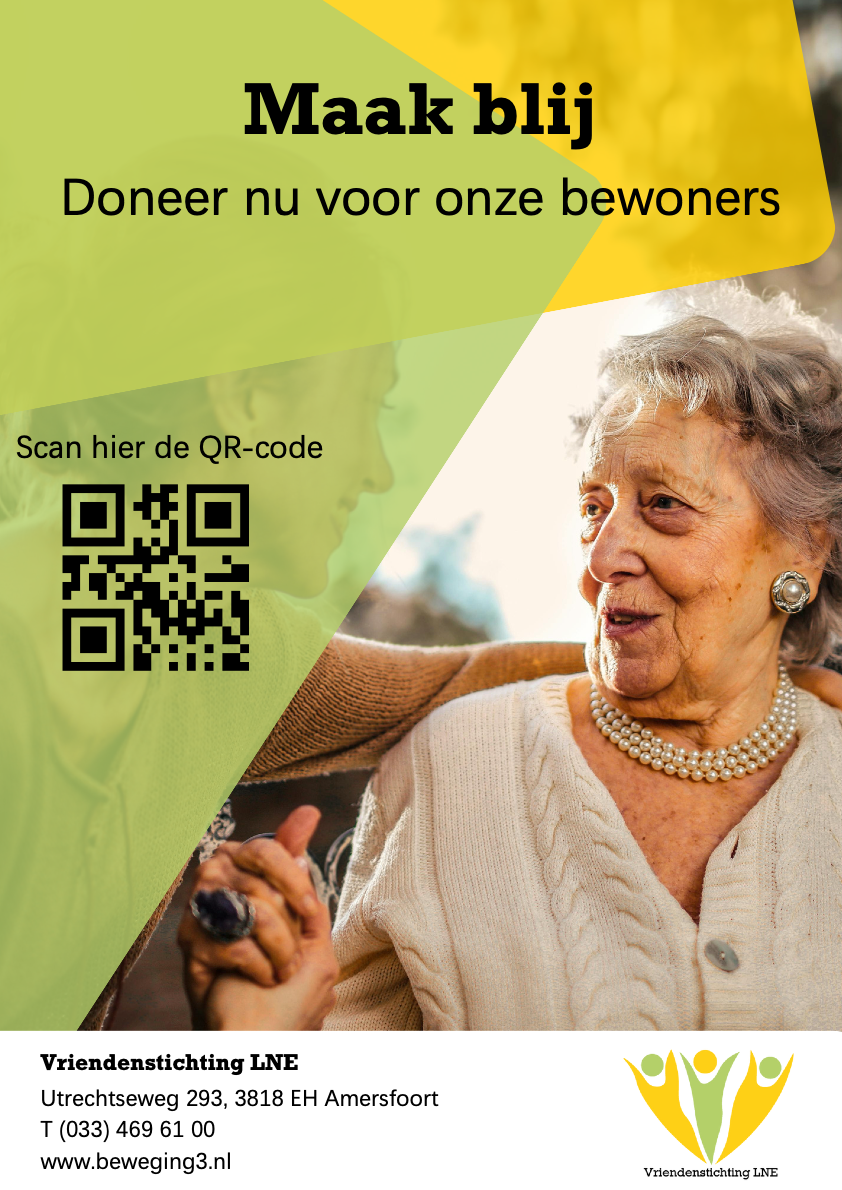 Maak blij
Doneer nu voor onze bewoners
Scan hier de QR-code
Vriendenstichting LNE
Utrechtseweg 293, 3818 EH Amersfoort
T (033) 469 61 00
www.beweging3.nl
Vriendenstichting LNE